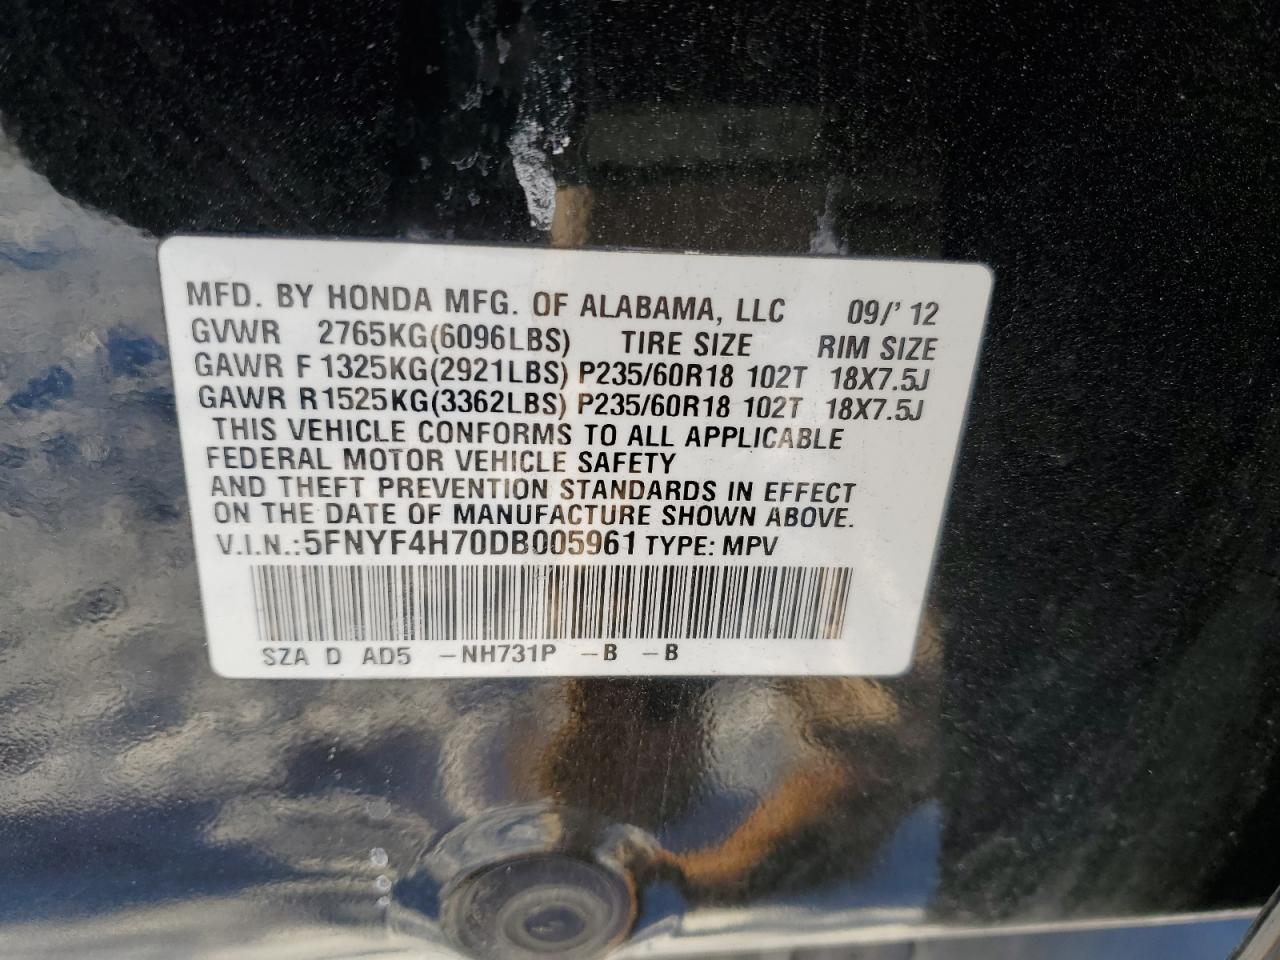 MFD. BY HONDA MFG. OF ALABAMA, LLC 09/' 12
GVWR 2765KG(6096LBS) TIRE SIZE RIM SIZE
GAWR F 1325KG(2921LBS) P235/60R18 102T 18X7.5J
GAWR R1525KG(3362LBS) P235/60R18 102T 18X7.5J
THIS VEHICLE CONFORMS TO ALL APPLICABLE
FEDERAL MOTOR VEHICLE SAFETY
AND THEFT PREVENTION STANDARDS IN EFFECT
ON THE DATE OF MANUFACTURE SHOWN ABOVE.
V.I.N.:5FNYF4H70DB005961 TYPE: MPV
SZA D AD5 -NH731P -B -B